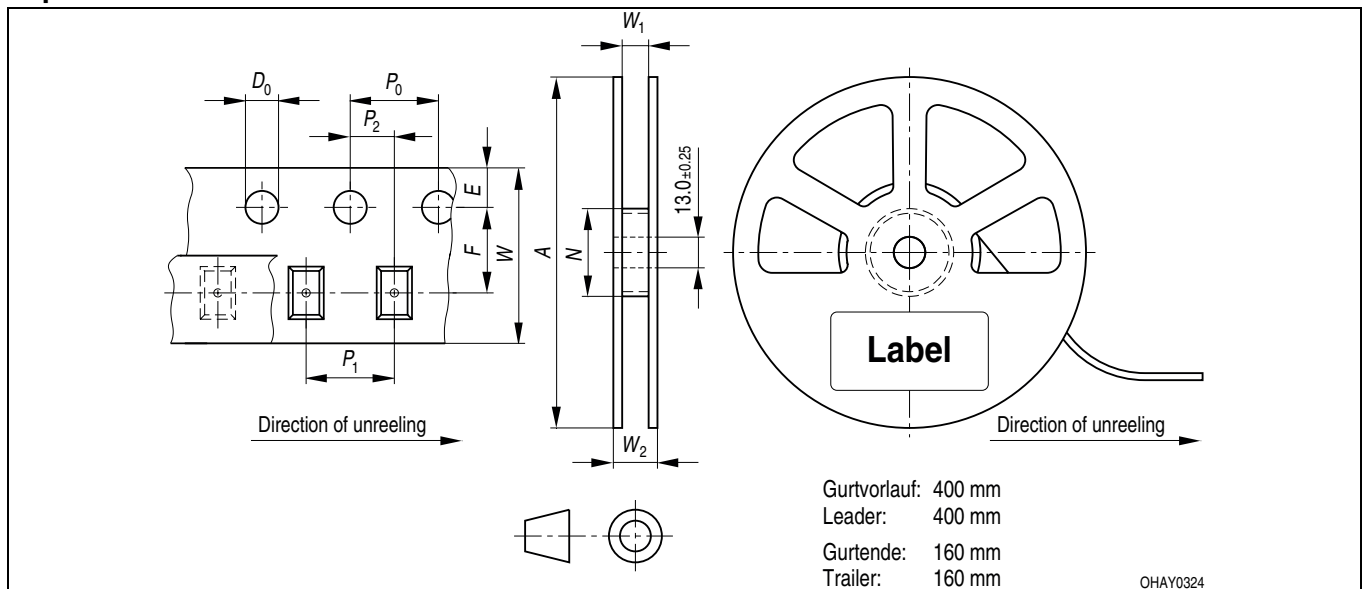 W1
D0
P0
P2
E
F
W
A
N
13.0±0.25
Label
P1
Direction of unreeling
W2
Direction of unreeling
Gurtvorlauf: 400 mm
Leader: 400 mm
Gurtende: 160 mm
Trailer: 160 mm
OHAY0324